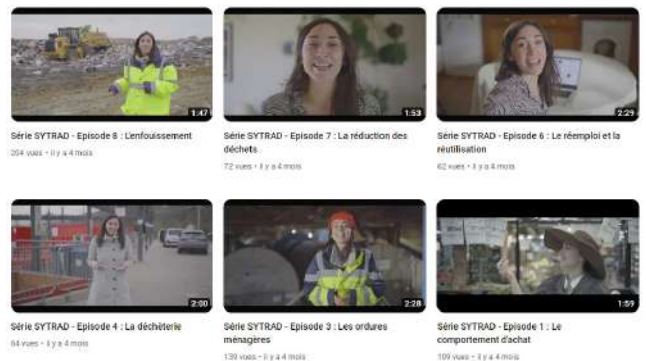 1:47
1:53
2:29
Série SYTRAD - Episode 8 : L'enfouissement
204 vues • il y a 4 mois
Série SYTRAD - Episode 7 : La réduction des
déchets
72 vues • il y a 4 mois
Série SYTRAD - Episode 6 : Le réemploi et la
réutilisation
62 vues • il y a 4 mois
2:00
2:28
1:59
Série SYTRAD - Episode 4 : La déchèterie
64 vues • il y a 4 mois
Série SYTRAD - Episode 3 : Les ordures
ménagères
139 vues • il y a 4 mois
Série SYTRAD - Episode 1 : Le
comportement d'achat
109 vues • il y a 4 mois